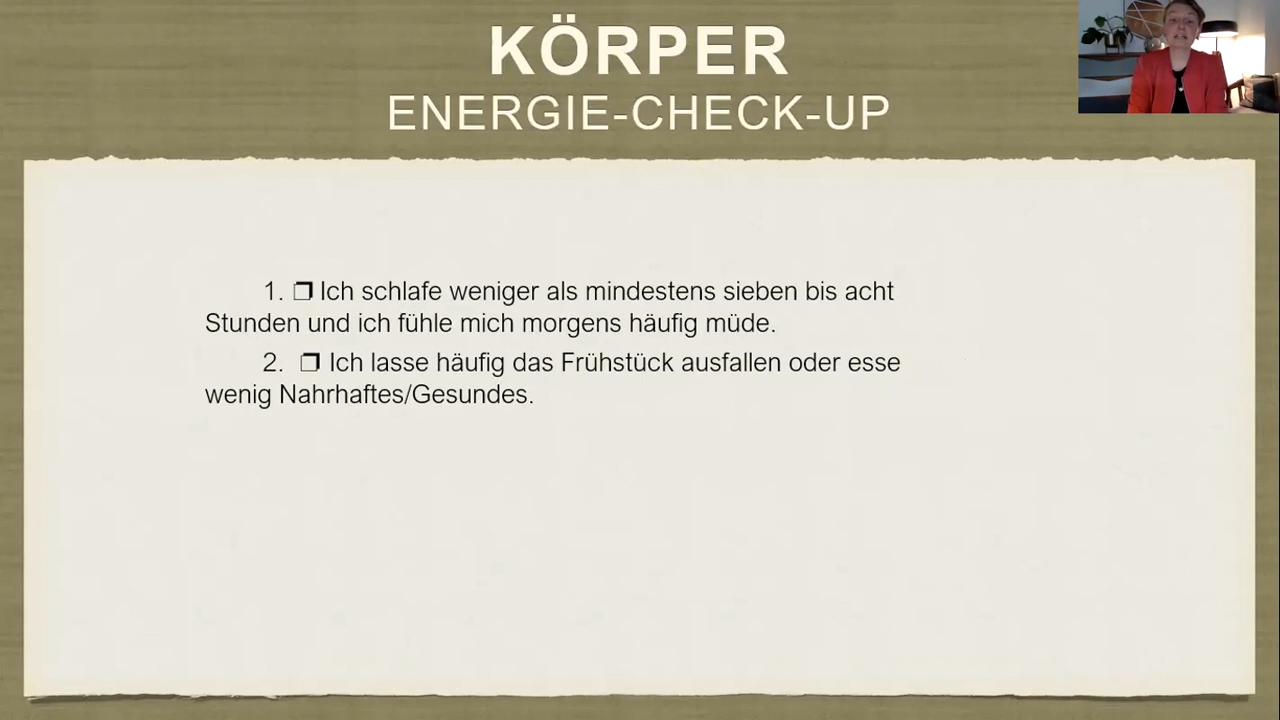 KÖRPER
ENERGIE-CHECK-UP
1. ❐ Ich schlafe weniger als mindestens sieben bis acht
Stunden und ich fühle mich morgens häufig müde.
2. ❐ Ich lasse häufig das Frühstück ausfallen oder esse
wenig Nahrhaftes/Gesundes.